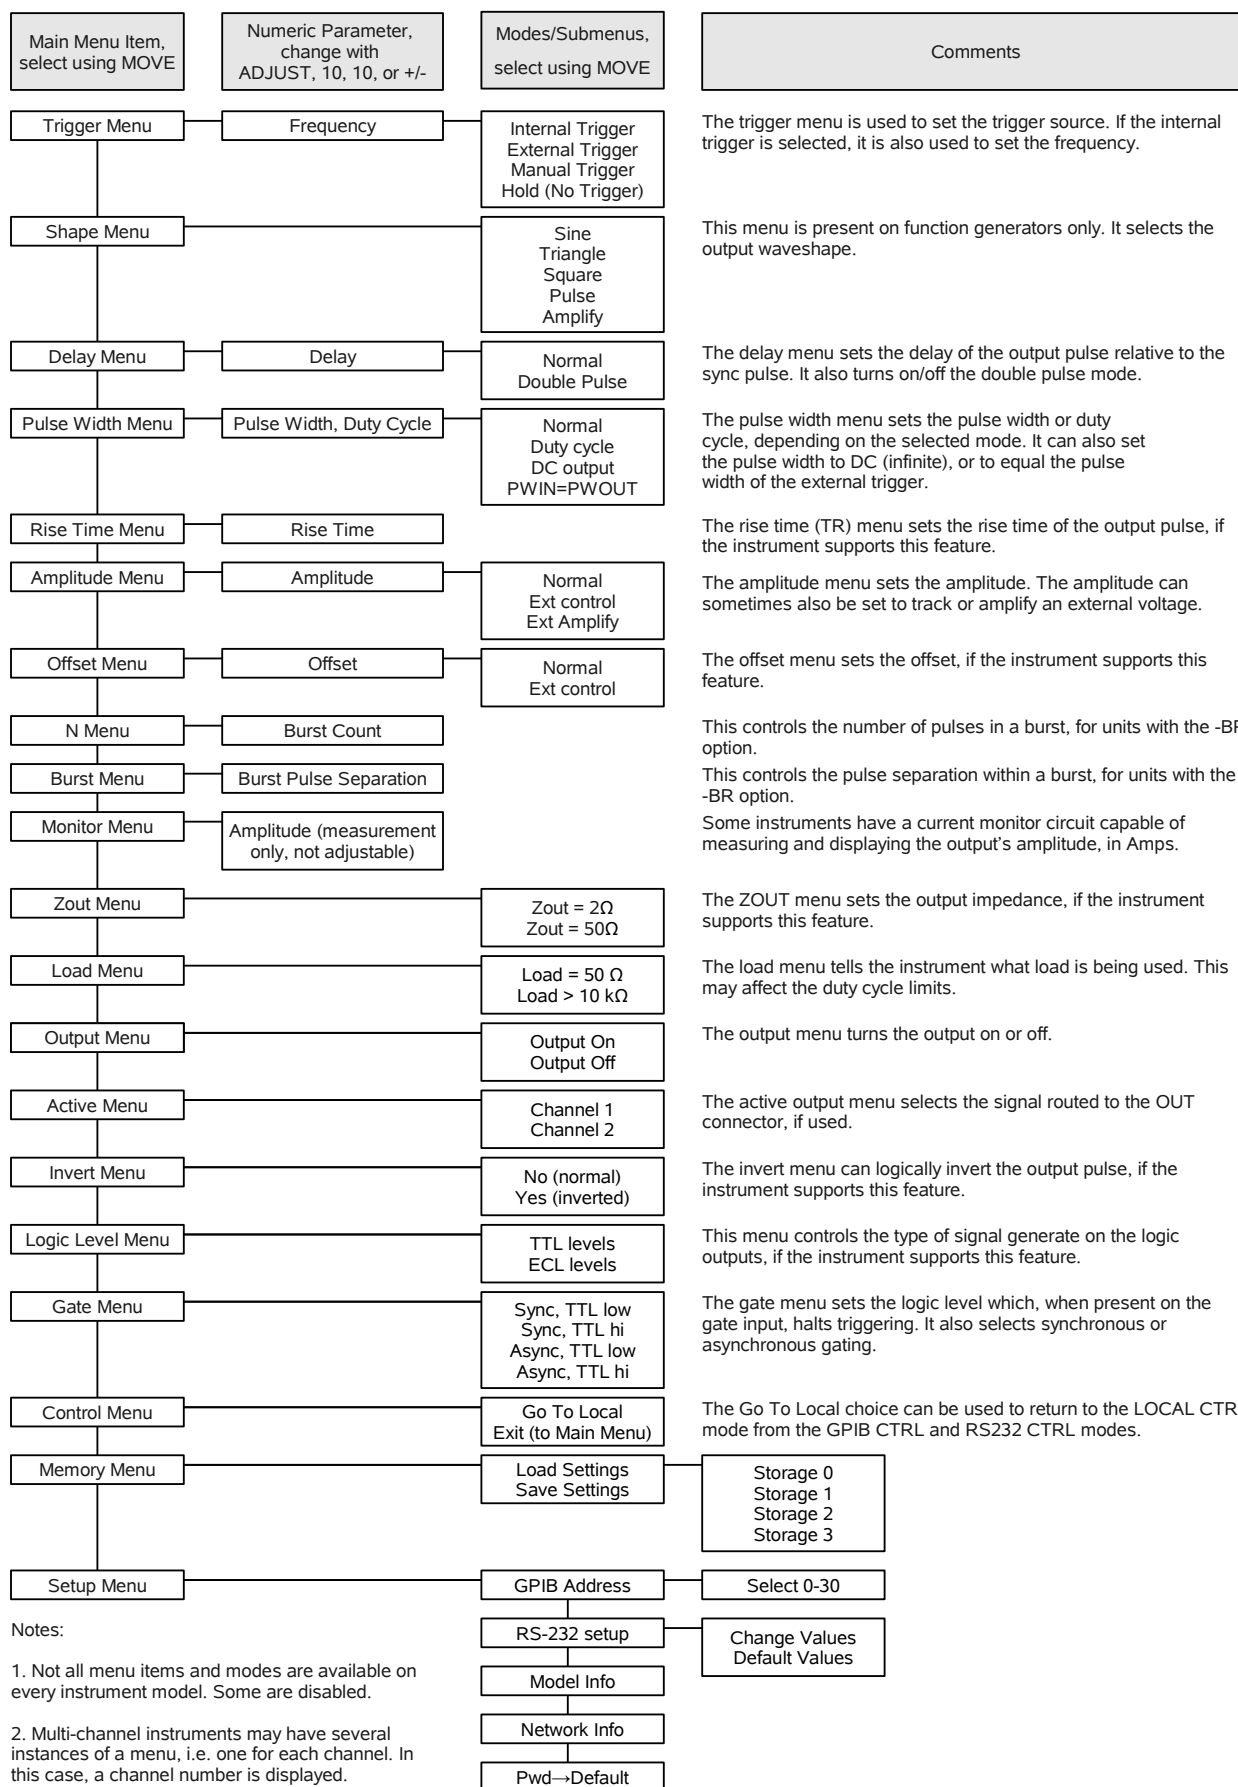 Main Menu Item,
select using MOVE
Numeric Parameter,
change with
ADJUST, 10, 10, or +/-
Modes/Submenus,
select using MOVE
Comments
Trigger Menu
Frequency
Internal Trigger
External Trigger
Manual Trigger
Hold (No Trigger)
The trigger menu is used to set the trigger source. If the internal
trigger is selected, it is also used to set the frequency.
Shape Menu
Sine
Triangle
Square
Pulse
Amplify
This menu is present on function generators only. It selects the
output waveshape.
Delay Menu
Delay
Normal
Double Pulse
The delay menu sets the delay of the output pulse relative to the
sync pulse. It also turns on/off the double pulse mode.
Pulse Width Menu
Pulse Width, Duty Cycle
Normal
Duty cycle
DC output
PWIN=PWOUT
The pulse width menu sets the pulse width or duty
cycle, depending on the selected mode. It can also set
the pulse width to DC (infinite), or to equal the pulse
width of the external trigger.
Rise Time Menu
Rise Time
The rise time (TR) menu sets the rise time of the output pulse, if
the instrument supports this feature.
Amplitude Menu
Amplitude
Normal
Ext control
Ext Amplify
The amplitude menu sets the amplitude. The amplitude can
sometimes also be set to track or amplify an external voltage.
Offset Menu
Offset
Normal
Ext control
The offset menu sets the offset, if the instrument supports this
feature.
N Menu
Burst Count
This controls the number of pulses in a burst, for units with the -BR
option.
Burst Menu
Burst Pulse Separation
This controls the pulse separation within a burst, for units with the
-BR option.
Monitor Menu
Amplitude (measurement
only, not adjustable)
Some instruments have a current monitor circuit capable of
measuring and displaying the output's amplitude, in Amps.
Zout Menu
Zout = 2Ω
Zout = 50Ω
The ZOUT menu sets the output impedance, if the instrument
supports this feature.
Load Menu
Load = 50 Ω
Load > 10 kΩ
The load menu tells the instrument what load is being used. This
may affect the duty cycle limits.
Output Menu
Output On
Output Off
The output menu turns the output on or off.
Active Menu
Channel 1
Channel 2
The active output menu selects the signal routed to the OUT
connector, if used.
Invert Menu
No (normal)
Yes (inverted)
The invert menu can logically invert the output pulse, if the
instrument supports this feature.
Logic Level Menu
TTL levels
ECL levels
This menu controls the type of signal generate on the logic
outputs, if the instrument supports this feature.
Gate Menu
Sync, TTL low
Sync, TTL hi
Async, TTL low
Async, TTL hi
The gate menu sets the logic level which, when present on the
gate input, halts triggering. It also selects synchronous or
asynchronous gating.
Control Menu
Go To Local
Exit (to Main Menu)
The Go To Local choice can be used to return to the LOCAL CTR
mode from the GPIB CTRL and RS232 CTRL modes.
Memory Menu
Load Settings
Save Settings
Storage 0
Storage 1
Storage 2
Storage 3
Setup Menu
GPIB Address
Select 0-30
RS-232 setup
Change Values
Default Values
Model Info
Network Info
Pwd→Default
Notes:
1. Not all menu items and modes are available on
every instrument model. Some are disabled.
2. Multi-channel instruments may have several
instances of a menu, i.e. one for each channel. In
this case, a channel number is displayed.